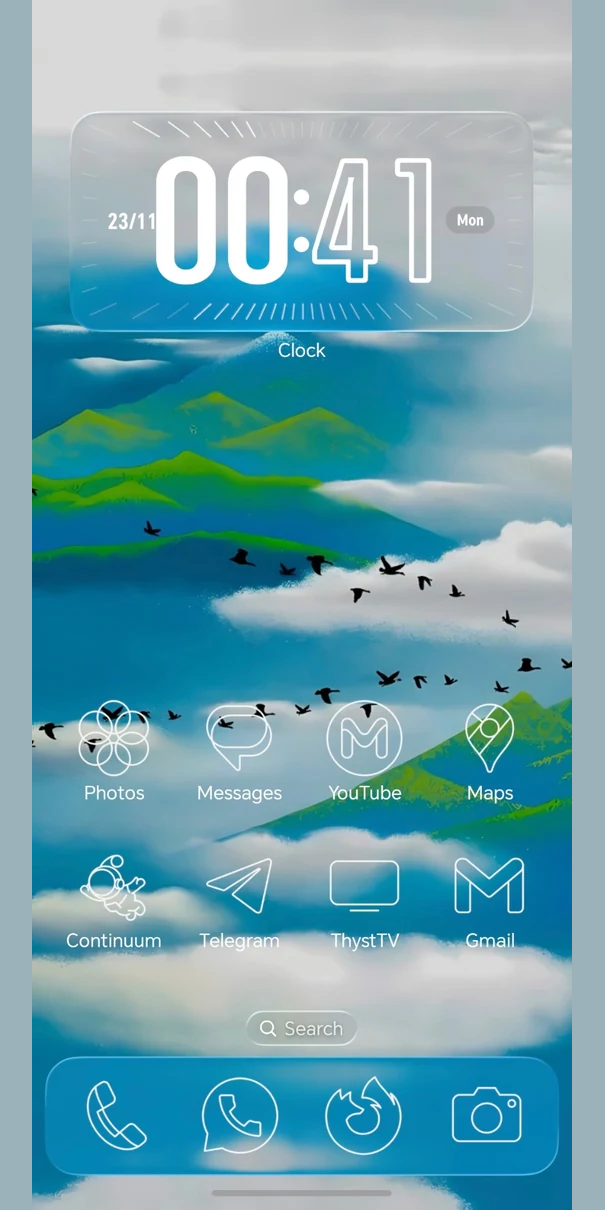 23/11 00:41 Mon
Clock
Photos Messages YouTube Maps
Continuum Telegram ThystTV Gmail
Search